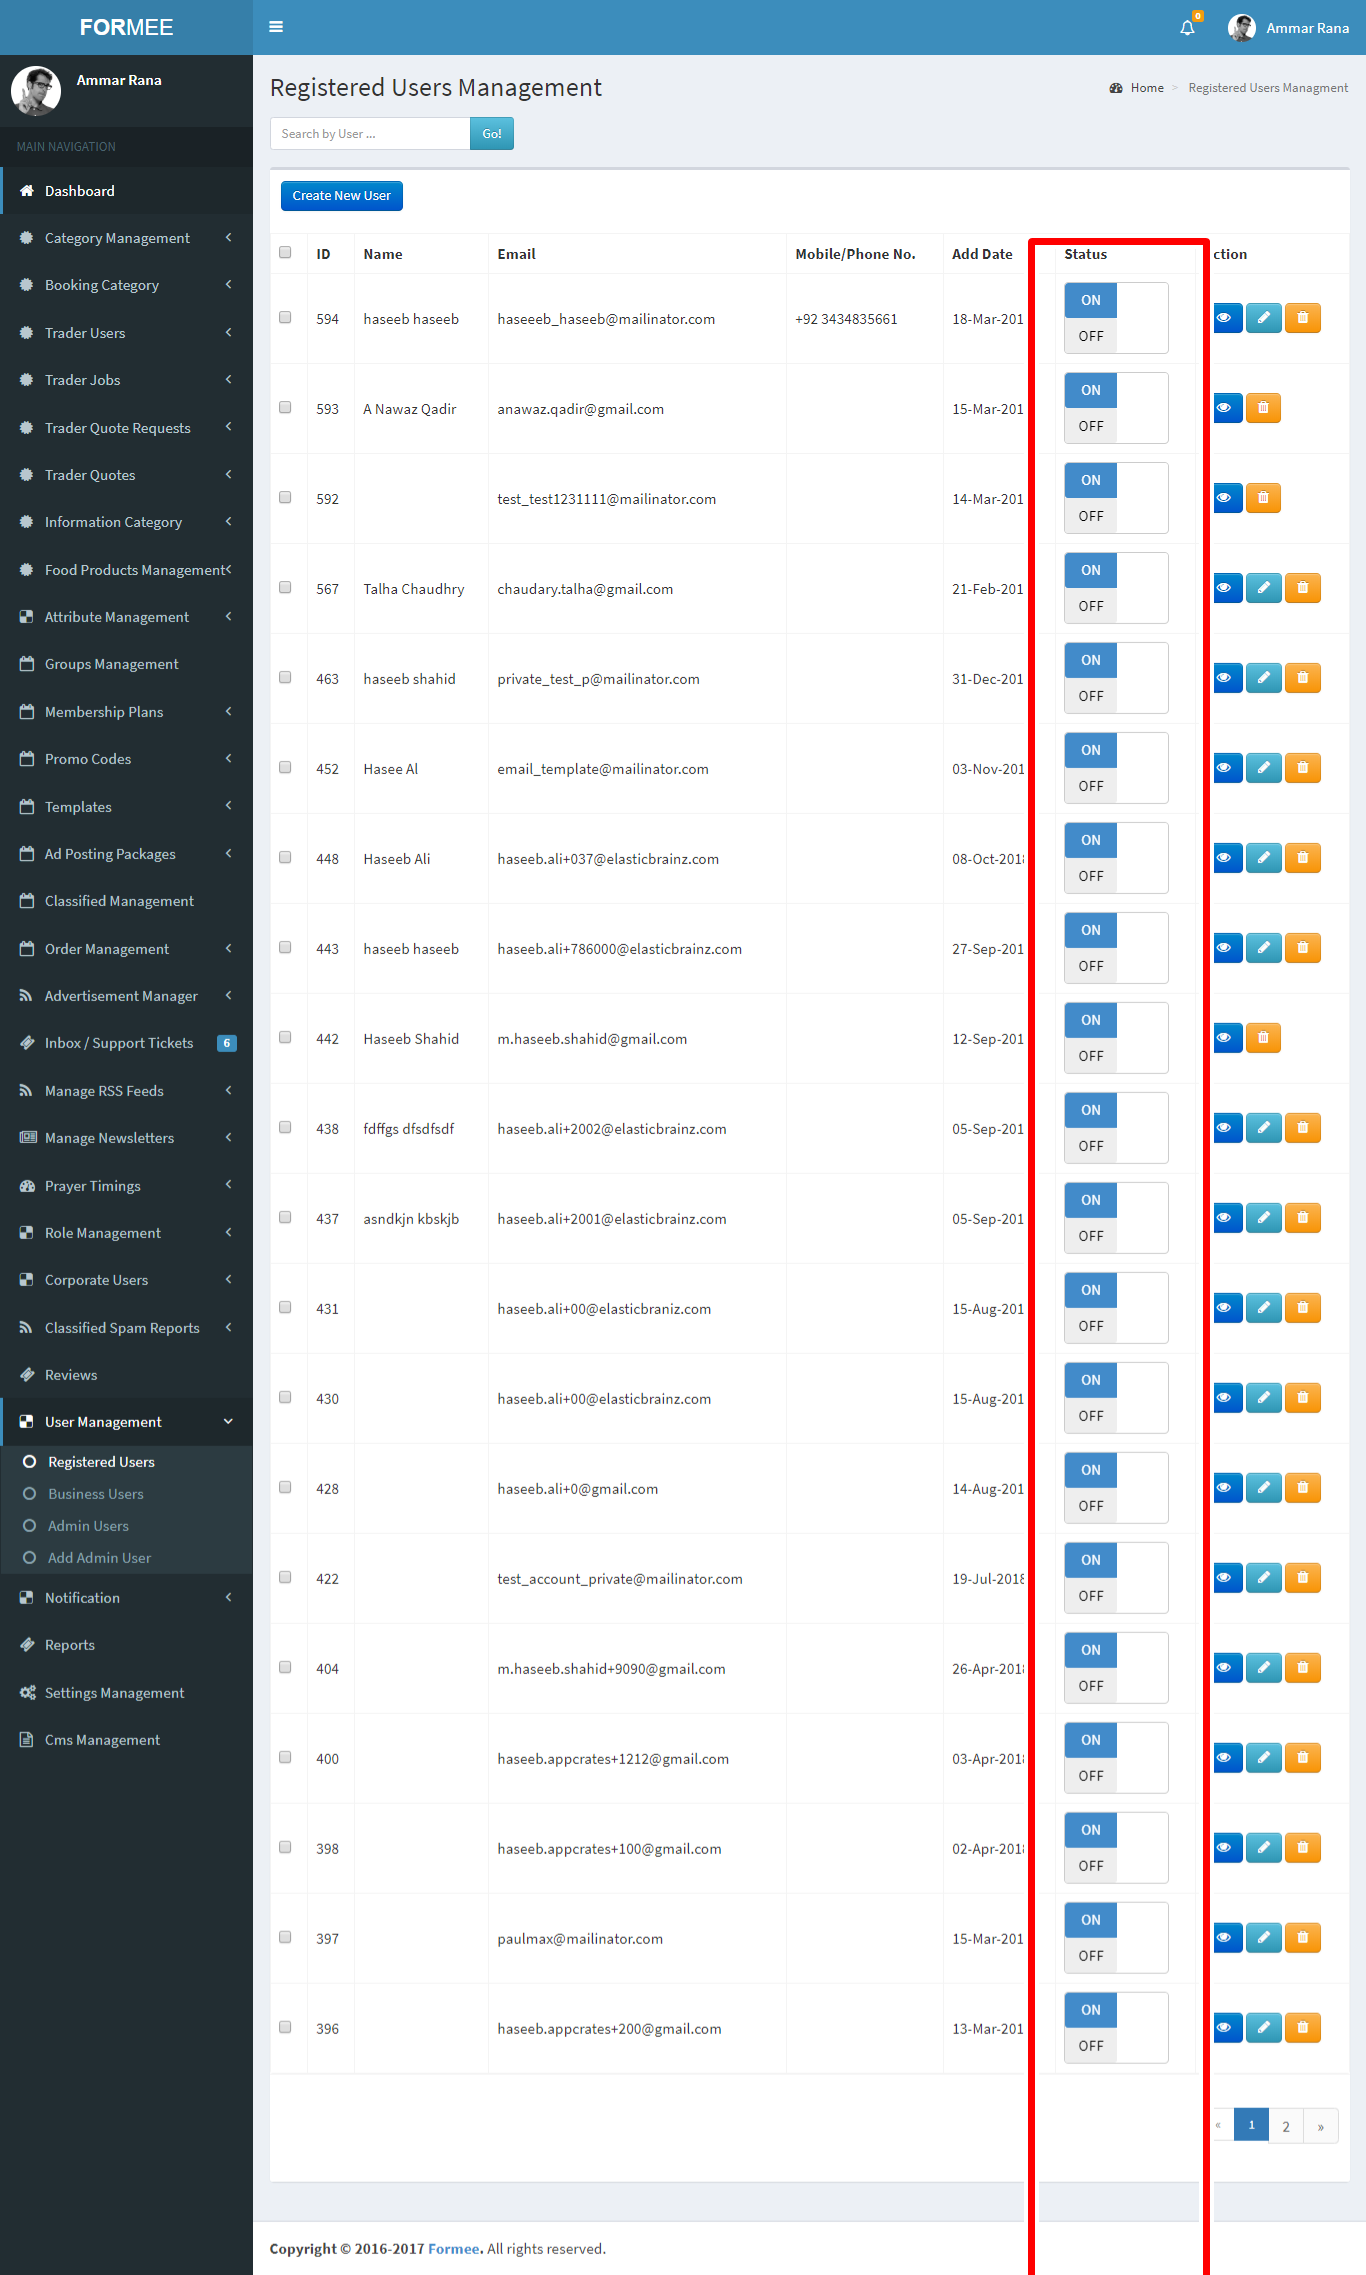 FORMEE
0
Ammar Rana
Ammar Rana
MAIN NAVIGATION
Dashboard
Category Management
Booking Category
Trader Users
Trader Jobs
Trader Quote Requests
Trader Quotes
Information Category
Food Products Management
Attribute Management
Groups Management
Membership Plans
Promo Codes
Templates
Ad Posting Packages
Classified Management
Order Management
Advertisement Manager
Inbox / Support Tickets 6
Manage RSS Feeds
Manage Newsletters
Prayer Timings
Role Management
Corporate Users
Classified Spam Reports
Reviews
User Management
Registered Users
Business Users
Admin Users
Add Admin User
Notification
Reports
Settings Management
Cms Management
Registered Users Management
Home > Registered Users Managment
Search by User ... Go!
Create New User
ID Name Email Mobile/Phone No. Add Date Status ction
594 haseeb haseeb haseeeb_haseeb@mailinator.com +92 3434835661 18-Mar-201 ON
OFF
593 A Nawaz Qadir anawaz.qadir@gmail.com 15-Mar-201 ON
OFF
592 test_test1231111@mailinator.com 14-Mar-201 ON
OFF
567 Talha Chaudhry chaudary.talha@gmail.com 21-Feb-201 ON
OFF
463 haseeb shahid private_test_p@mailinator.com 31-Dec-201 ON
OFF
452 Hasee Al email_template@mailinator.com 03-Nov-201 ON
OFF
448 Haseeb Ali haseeb.ali+037@elasticbrainz.com 08-Oct-2018 ON
OFF
443 haseeb haseeb haseeb.ali+786000@elasticbrainz.com 27-Sep-201 ON
OFF
442 Haseeb Shahid m.haseeb.shahid@gmail.com 12-Sep-201 ON
OFF
438 fdffgs dfsdfsdf haseeb.ali+2002@elasticbrainz.com 05-Sep-201 ON
OFF
437 asndkjn kbskjb haseeb.ali+2001@elasticbrainz.com 05-Sep-201 ON
OFF
431 haseeb.ali+00@elasticbraniz.com 15-Aug-201 ON
OFF
430 haseeb.ali+00@elasticbrainz.com 15-Aug-201 ON
OFF
428 haseeb.ali+0@gmail.com 14-Aug-201 ON
OFF
422 test_account_private@mailinator.com 19-Jul-2018 ON
OFF
404 m.haseeb.shahid+9090@gmail.com 26-Apr-2018 ON
OFF
400 haseeb.appcrates+1212@gmail.com 03-Apr-2018 ON
OFF
398 haseeb.appcrates+100@gmail.com 02-Apr-2018 ON
OFF
397 paulmax@mailinator.com 15-Mar-201 ON
OFF
396 haseeb.appcrates+200@gmail.com 13-Mar-201 ON
OFF
« 1 2 »
Copyright © 2016-2017 Formee. All rights reserved.